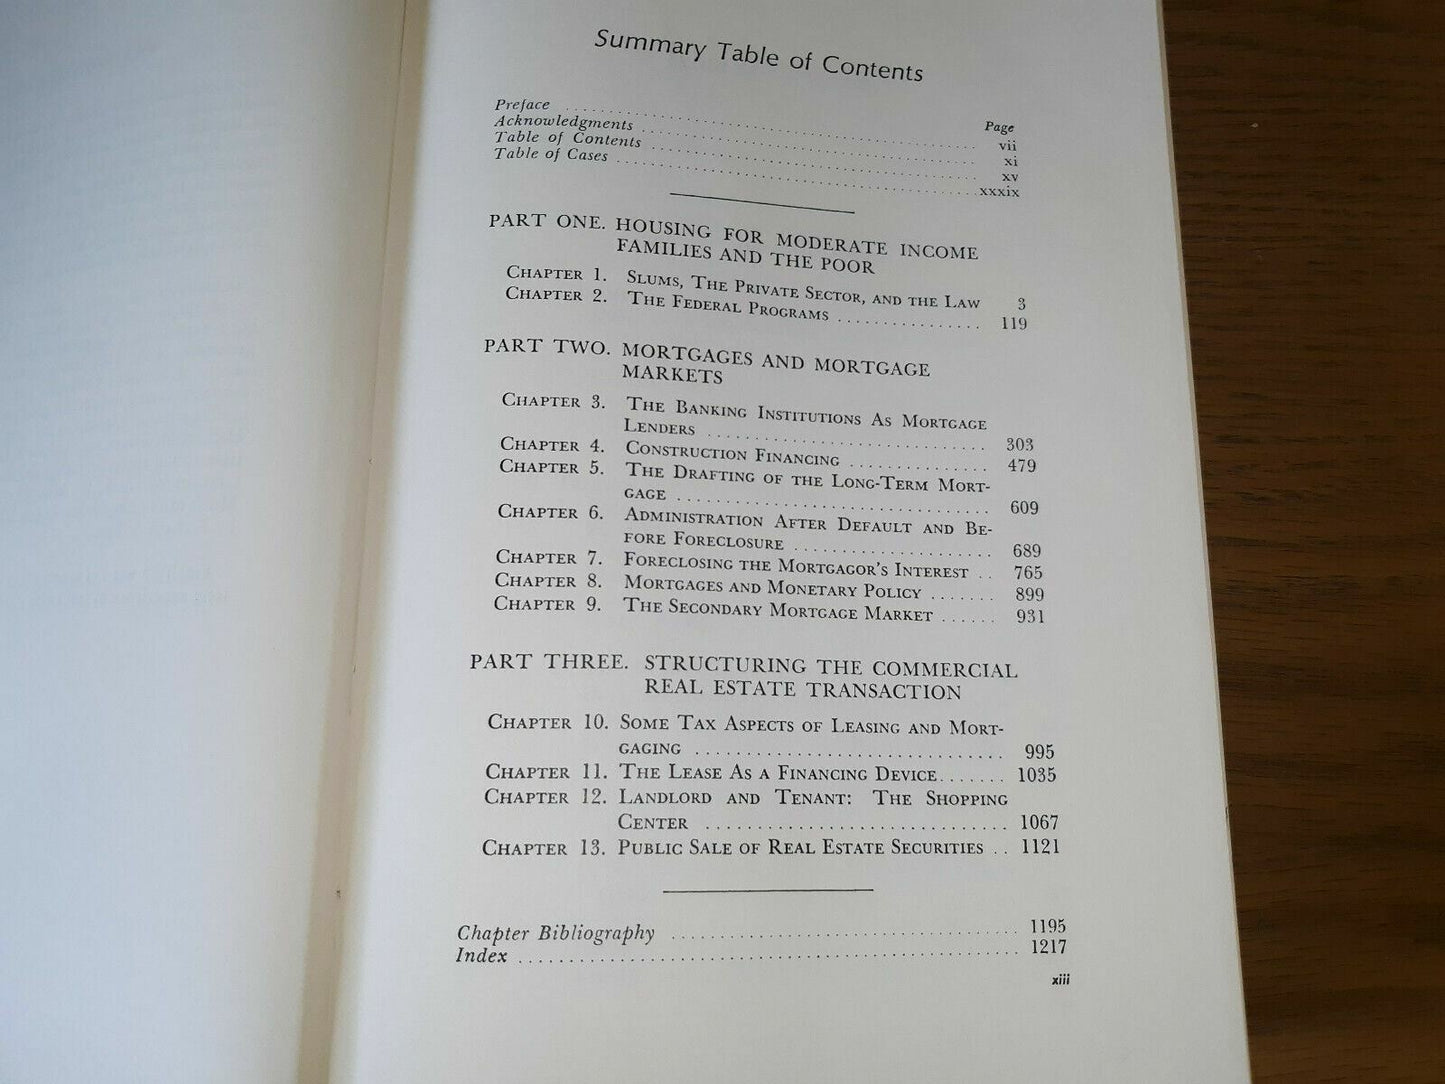 Summary Table of Contents
Page
Preface ........ vii
Acknowledgments ........ xi
Table of Contents ........ xv
Table of Cases ........ xxxix
PART ONE. HOUSING FOR MODERATE INCOME
FAMILIES AND THE POOR
CHAPTER 1. SLUMS, THE PRIVATE SECTOR, AND THE LAW 3
CHAPTER 2. THE FEDERAL PROGRAMS ........ 119
PART TWO. MORTGAGES AND MORTGAGE
MARKETS
CHAPTER 3. THE BANKING INSTITUTIONS AS MORTGAGE
LENDERS ........ 303
CHAPTER 4. CONSTRUCTION FINANCING ........ 479
CHAPTER 5. THE DRAFTING OF THE LONG-TERM MORT-
GAGE ........ 609
CHAPTER 6. ADMINISTRATION AFTER DEFAULT AND BE-
FORE FORECLOSURE ........ 689
CHAPTER 7. FORECLOSING THE MORTGAGOR'S INTEREST .. 765
CHAPTER 8. MORTGAGES AND MONETARY POLICY ....... 899
CHAPTER 9. THE SECONDARY MORTGAGE MARKET ...... 931
PART THREE. STRUCTURING THE COMMERCIAL
REAL ESTATE TRANSACTION
CHAPTER 10. SOME TAX ASPECTS OF LEASING AND MORT-
GAGING ........ 995
CHAPTER 11. THE LEASE AS A FINANCING DEVICE....... 1035
CHAPTER 12. LANDLORD AND TENANT: THE SHOPPING
CENTER ........ 1067
CHAPTER 13. PUBLIC SALE OF REAL ESTATE SECURITIES .. 1121
Chapter Bibliography ........ 1195
Index ........ 1217
xiii